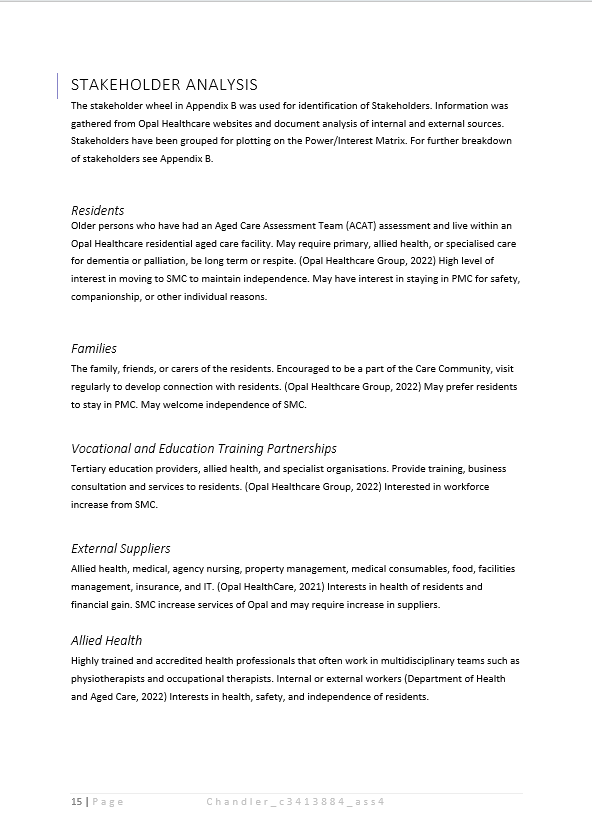 STAKEHOLDER ANALYSIS
The stakeholder wheel in Appendix B was used for identification of Stakeholders. Information was
gathered from Opal Healthcare websites and document analysis of internal and external sources.
Stakeholders have been grouped for plotting on the Power/Interest Matrix. For further breakdown
of stakeholders see Appendix B.
Residents
Older persons who have had an Aged Care Assessment Team (ACAT) assessment and live within an
Opal Healthcare residential aged care facility. May require primary, allied health, or specialised care
for dementia or palliation, be long term or respite. (Opal Healthcare Group, 2022) High level of
interest in moving to SMC to maintain independence. May have interest in staying in PMC for safety,
companionship, or other individual reasons.
Families
The family, friends, or carers of the residents. Encouraged to be a part of the Care Community, visit
regularly to develop connection with residents. (Opal Healthcare Group, 2022) May prefer residents
to stay in PMC. May welcome independence of SMC.
Vocational and Education Training Partnerships
Tertiary education providers, allied health, and specialist organisations. Provide training, business
consultation and services to residents. (Opal Healthcare Group, 2022) Interested in workforce
increase from SMC.
External Suppliers
Allied health, medical, agency nursing, property management, medical consumables, food, facilities
management, insurance, and IT. (Opal HealthCare, 2021) Interests in health of residents and
financial gain. SMC increase services of Opal and may require increase in suppliers.
Allied Health
Highly trained and accredited health professionals that often work in multidisciplinary teams such as
physiotherapists and occupational therapists. Internal or external workers (Department of Health
and Aged Care, 2022) Interests in health, safety, and independence of residents.
15 | Page Chandler_c3413884_ass4